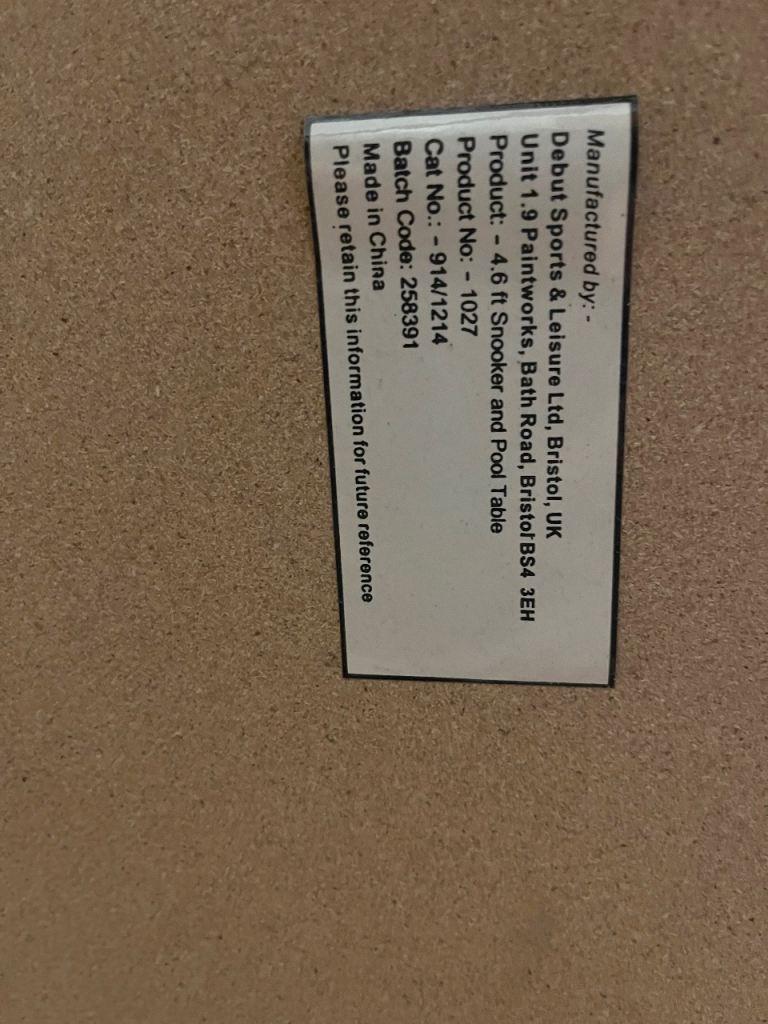 Manufactured by: -
Debut Sports & Leisure Ltd, Bristol, UK
Unit 1.9 Paintworks, Bath Road, Bristol BS4 3EH
Product: - 4.6 ft Snooker and Pool Table
Product No: - 1027
Cat No.: - 914/1214
Batch Code: 258391
Made in China
Please retain this information for future reference